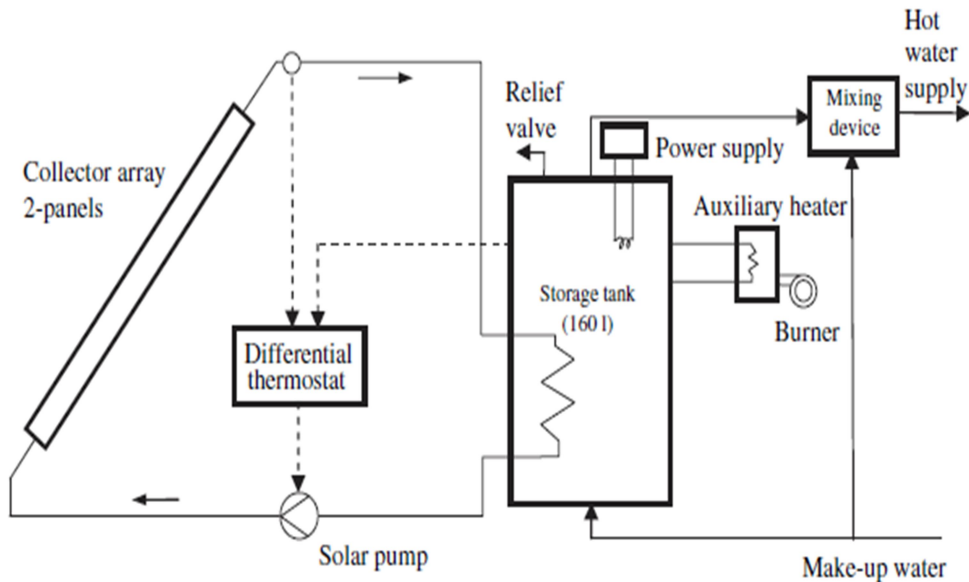 Hot
water
supply
Relief
valve
Mixing
device
Power supply
Collector array
2-panels
Auxiliary heater
Storage tank
(160 l)
Burner
Differential
thermostat
Solar pump
Make-up water